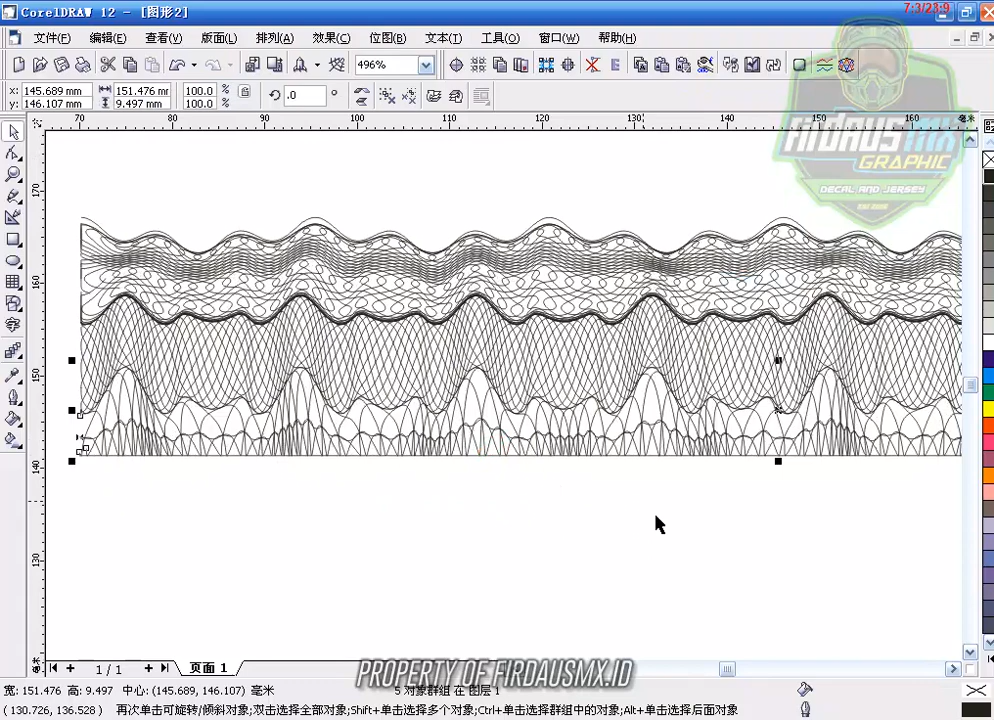 CorelDRAW 12 - [图形2]
7:3/23:9
文件(F) 编辑(E) 查看(V) 版面(L) 排列(A) 效果(C) 位图(B) 文本(T) 工具(O) 窗口(W) 帮助(H)
496%
x: 145.689 mm 151.476 mm 100.0 % .0 °
y: 146.107 mm 9.497 mm 100.0 %
FIRDAUSMX
GRAPHIC
DECAL AND JERSEY
70 80 90 100 110 120 130 140 150 160 毫米
170
160
150
140
130
毫米
1 / 1 页面 1
PROPERTY OF FIRDAUSMX.ID
宽: 151.476 高: 9.497 中心: (145.689, 146.107) 毫米 5 对象群组 在 图层 1
(130.726, 136.528) 再次单击可旋转/倾斜对象;双击选择全部对象;Shift+单击选择多个对象;Ctrl+单击选择群组中的对象;Alt+单击选择后面对象